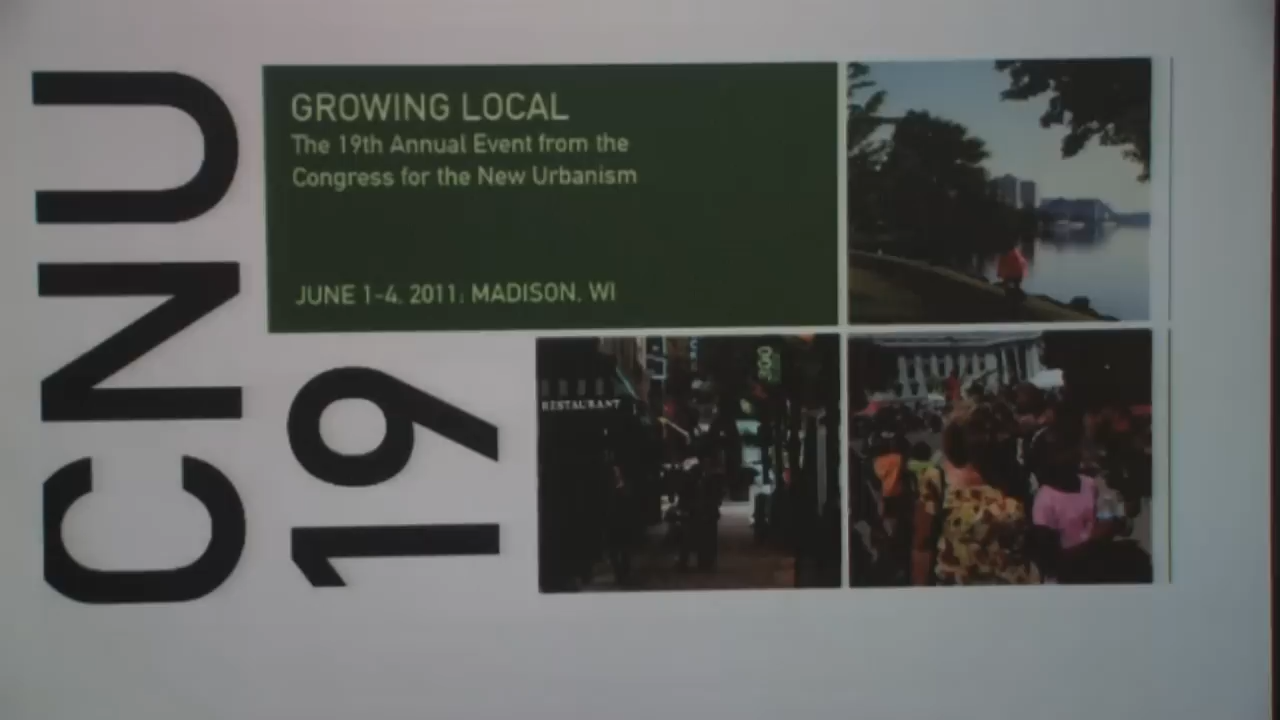 CNU
19
GROWING LOCAL
The 19th Annual Event from the
Congress for the New Urbanism
JUNE 1-4, 2011, MADISON, WI
RESTAURANT